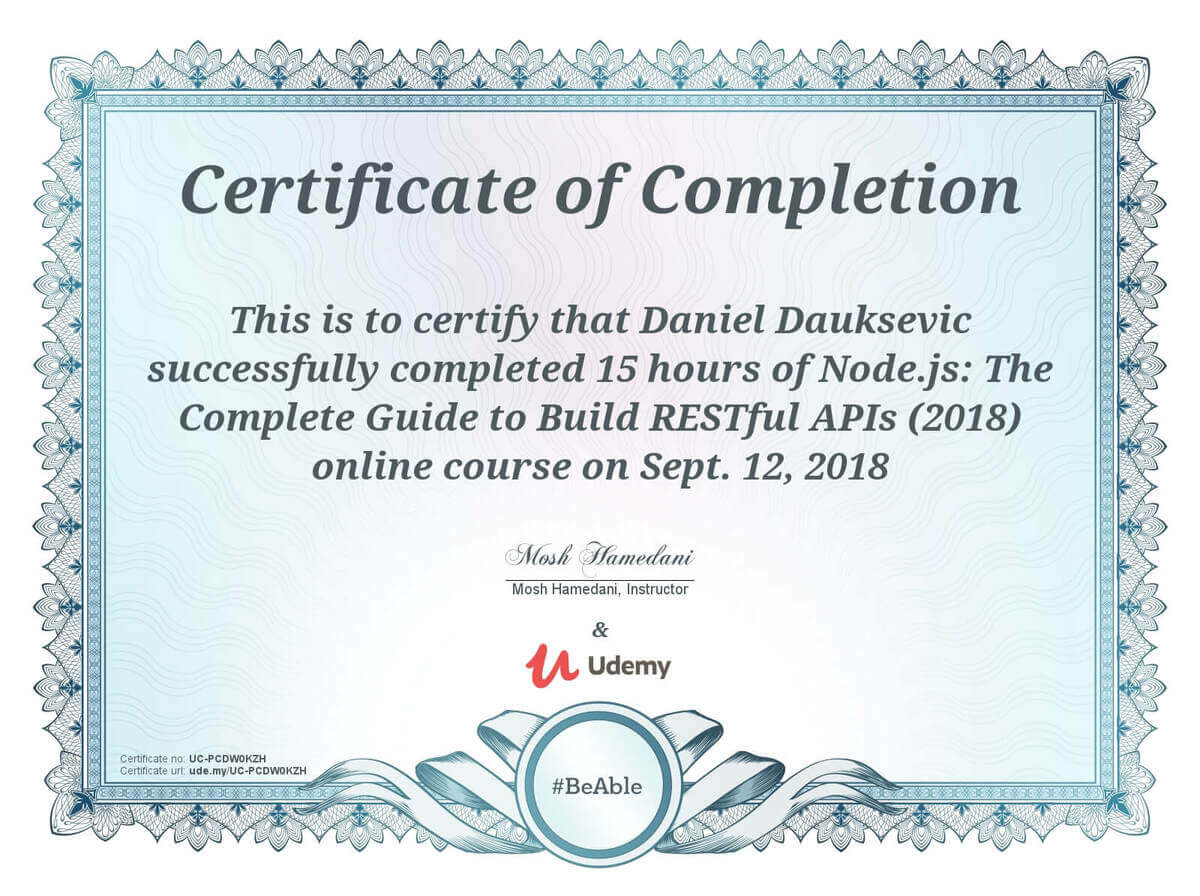 Certificate of Completion
This is to certify that Daniel Dauksevic
successfully completed 15 hours of Node.js: The
Complete Guide to Build RESTful APIs (2018)
online course on Sept. 12, 2018
Mosh Hamedani
Mosh Hamedani, Instructor
&
Udemy
Certificate no: UC-PCDW0KZH
Certificate url: ude.my/UC-PCDW0KZH
#BeAble